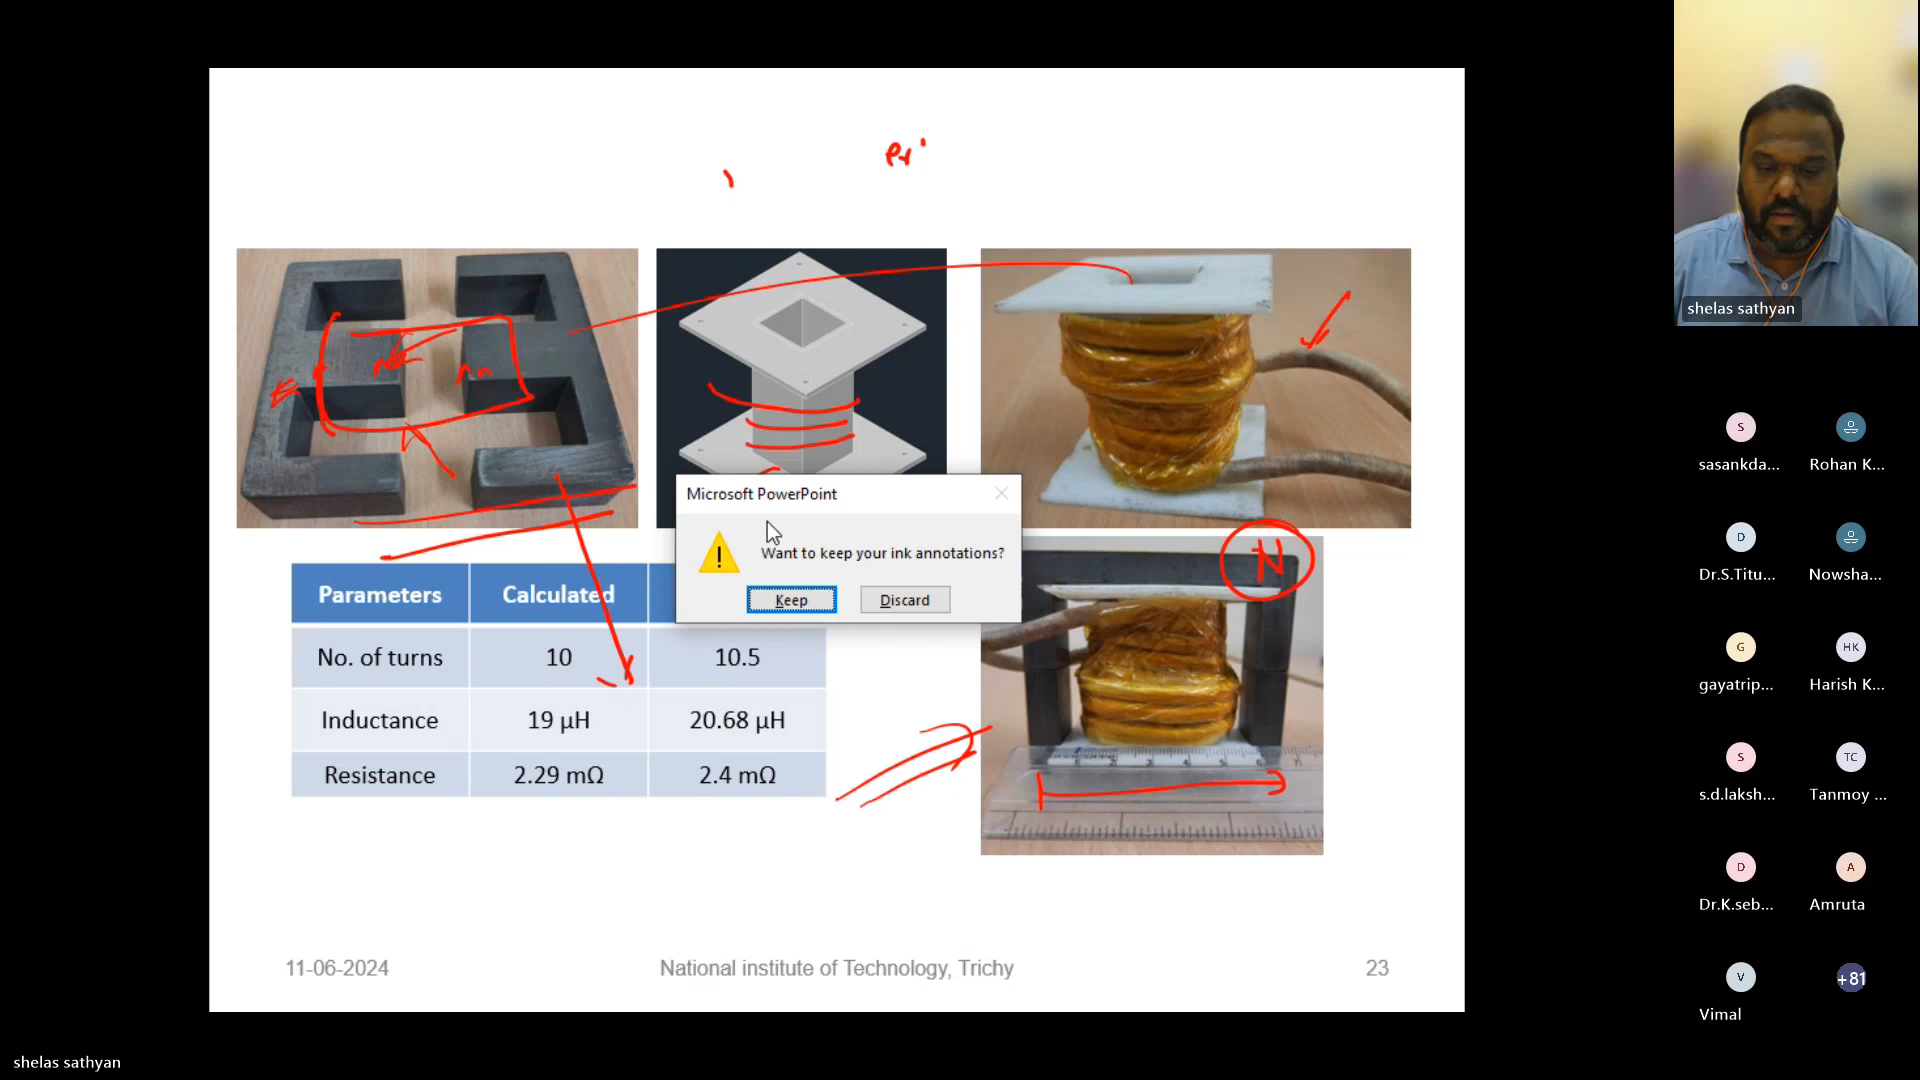 Microsoft PowerPoint
Want to keep your ink annotations?
Keep
Discard
N
Parameters Calculated
No. of turns 10 10.5
Inductance 19 µH 20.68 µH
Resistance 2.29 mΩ 2.4 mΩ
11-06-2024 National institute of Technology, Trichy 23
shelas sathyan
S
sasankda...
Rohan K...
D
Dr.S.Titu...
Nowsha...
G
gayatrip...
HK
Harish K...
S
s.d.laksh...
TC
Tanmoy ...
D
Dr.K.seb...
A
Amruta
V
Vimal
+81
shelas sathyan